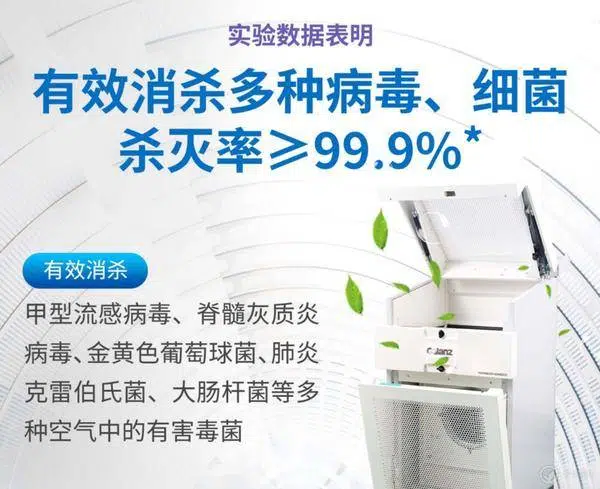 实验数据表明
有效消杀多种病毒、细菌
杀灭率≥99.9%*
有效消杀
甲型流感病毒、脊髓灰质炎
病毒、金黄色葡萄球菌、肺炎
克雷伯氏菌、大肠杆菌等多
种空气中的有害毒菌